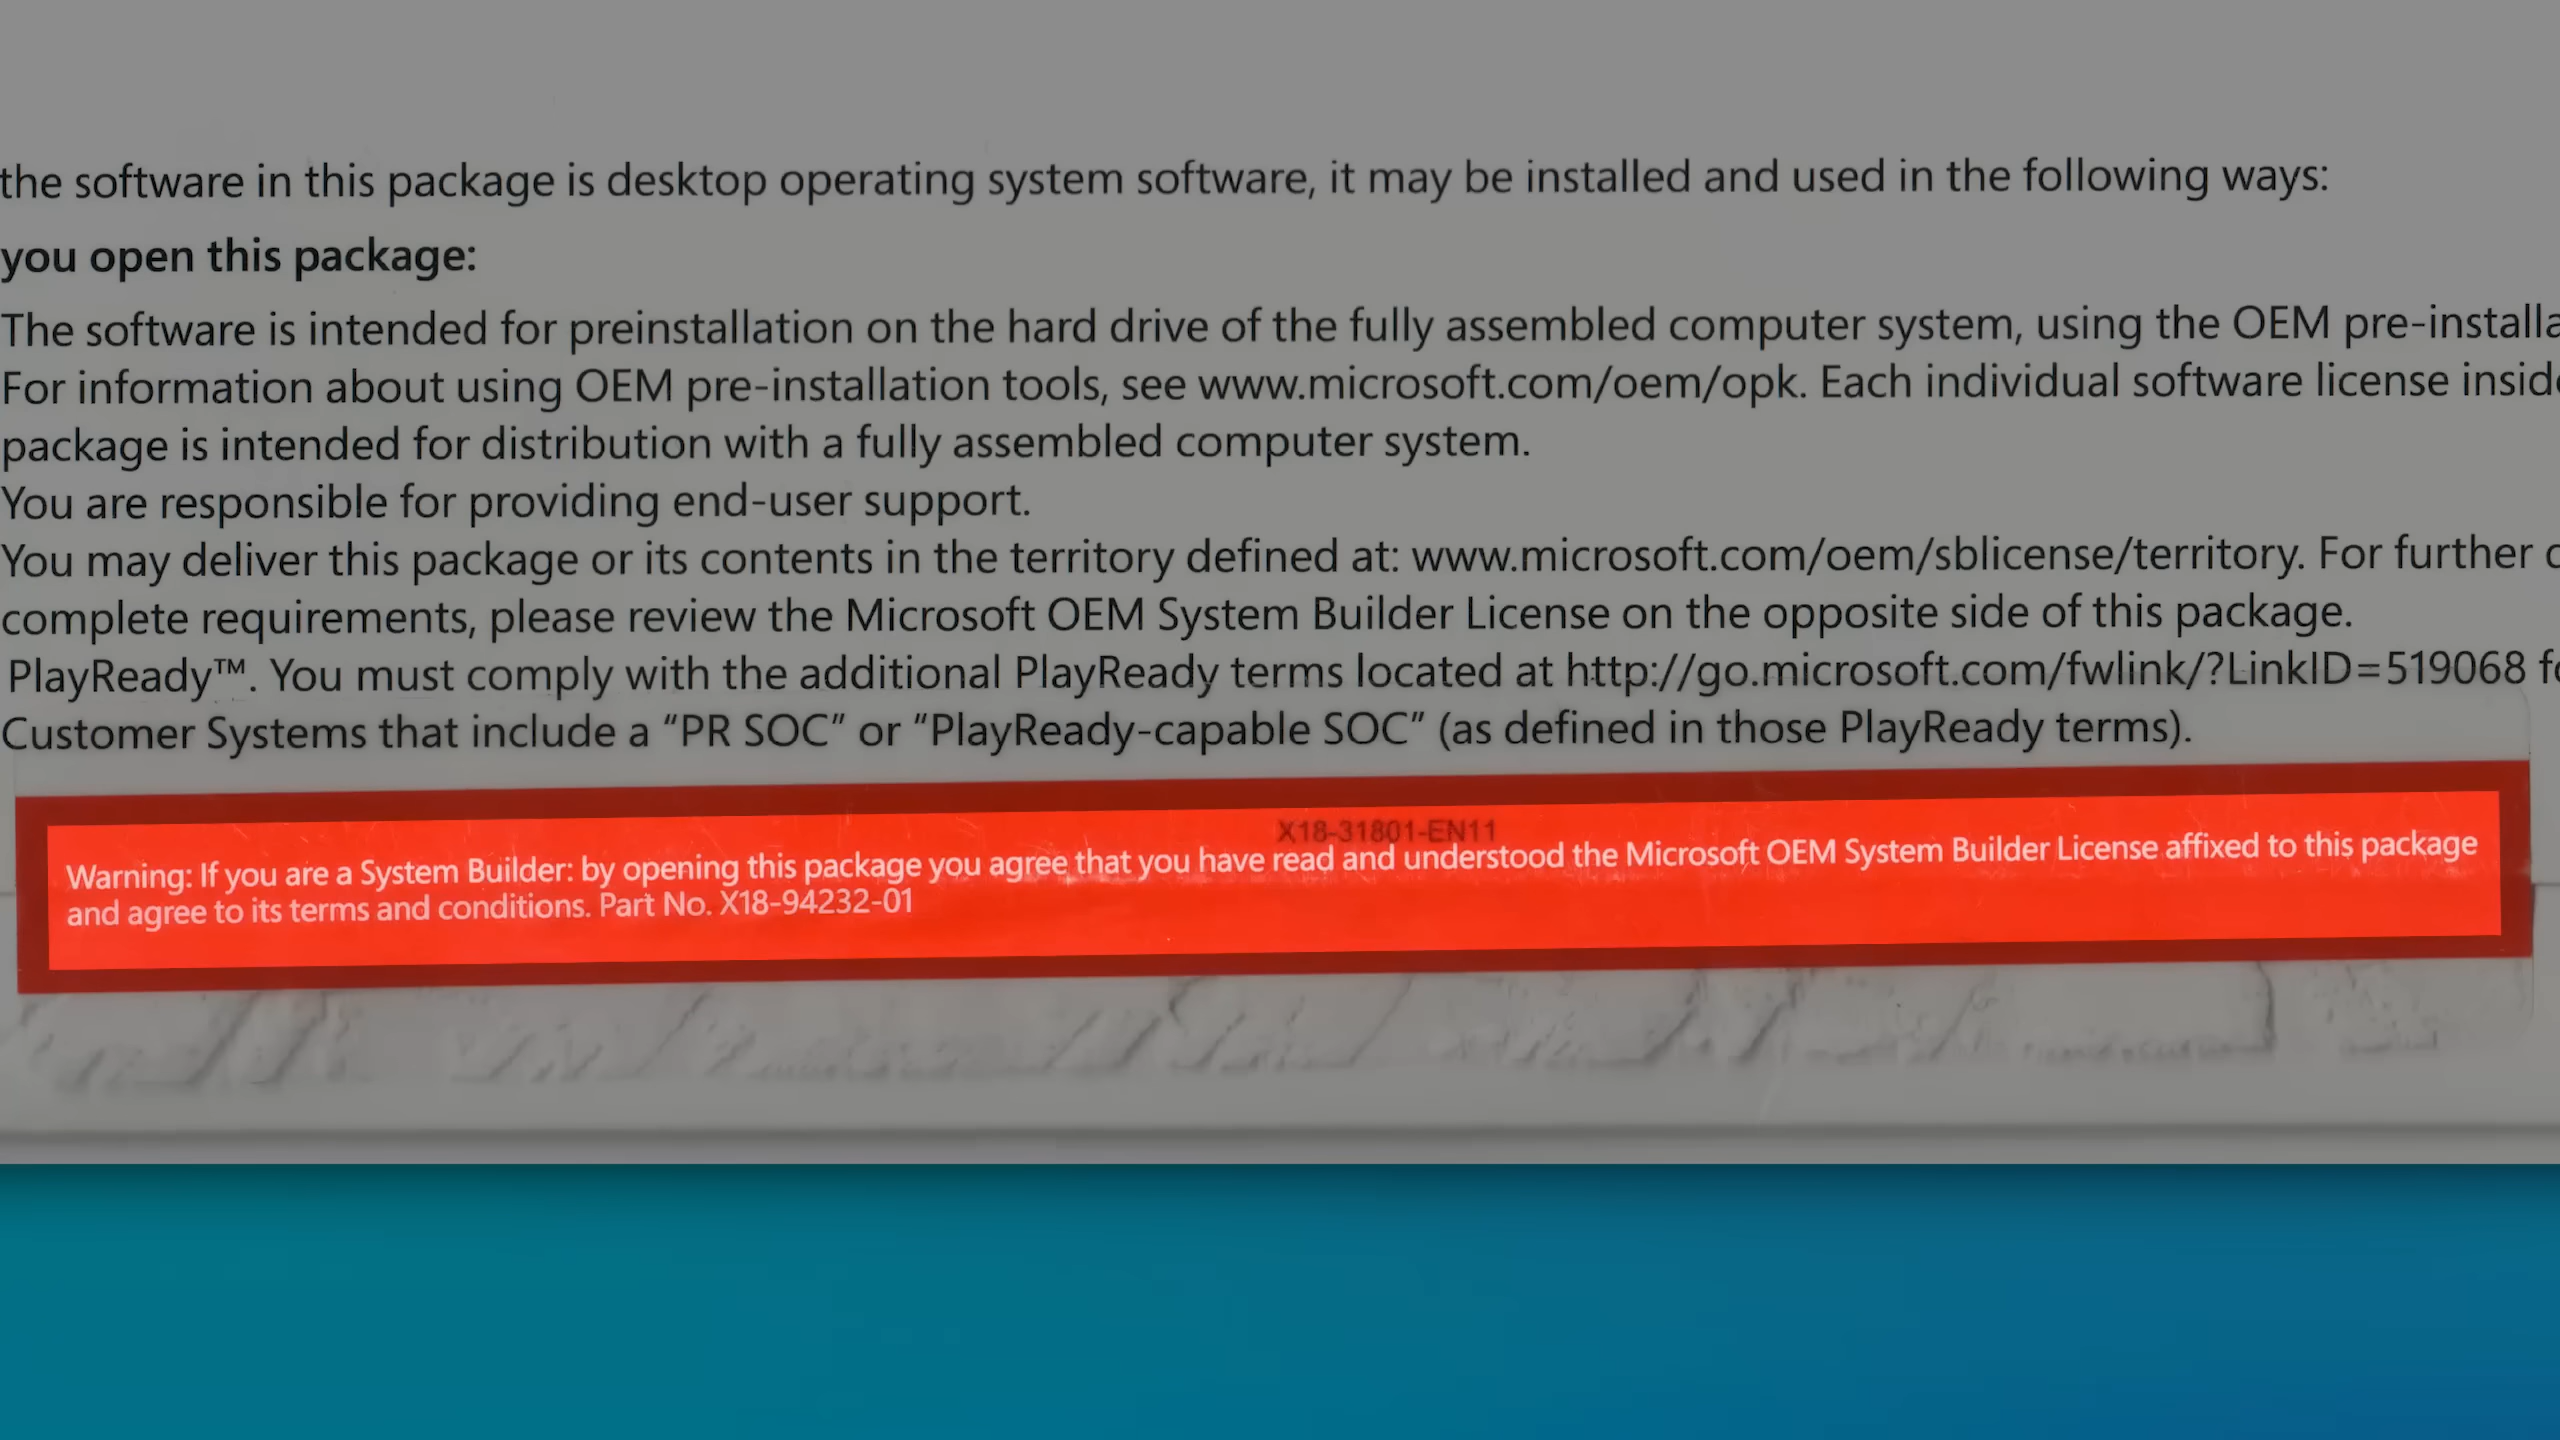 the software in this package is desktop operating system software, it may be installed and used in the following ways:
you open this package:
The software is intended for preinstallation on the hard drive of the fully assembled computer system, using the OEM pre-installa
For information about using OEM pre-installation tools, see www.microsoft.com/oem/opk. Each individual software license insid
package is intended for distribution with a fully assembled computer system.
You are responsible for providing end-user support.
You may deliver this package or its contents in the territory defined at: www.microsoft.com/oem/sblicense/territory. For further
complete requirements, please review the Microsoft OEM System Builder License on the opposite side of this package.
PlayReady™. You must comply with the additional PlayReady terms located at http://go.microsoft.com/fwlink/?LinkID=519068 fo
Customer Systems that include a “PR SOC” or “PlayReady-capable SOC” (as defined in those PlayReady terms).
X18-31801-EN11
Warning: If you are a System Builder: by opening this package you agree that you have read and understood the Microsoft OEM System Builder License affixed to this package
and agree to its terms and conditions. Part No. X18-94232-01